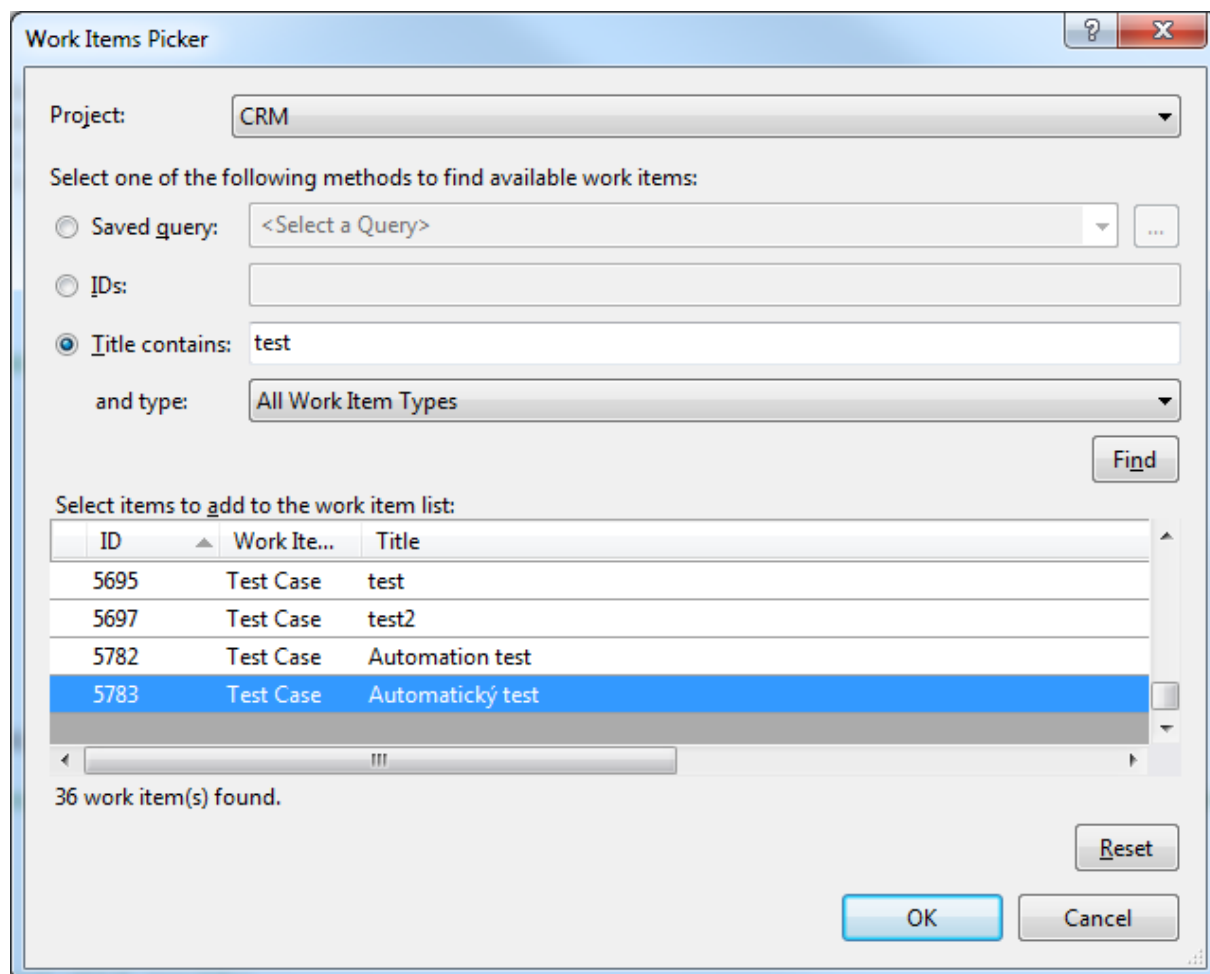 Work Items Picker
?
Project: CRM
Select one of the following methods to find available work items:
Saved query: <Select a Query> ...
IDs:
Title contains: test
and type: All Work Item Types
Find
Select items to add to the work item list:
ID Work Ite... Title
5695 Test Case test
5697 Test Case test2
5782 Test Case Automation test
5783 Test Case Automatický test
36 work item(s) found.
Reset
OK Cancel